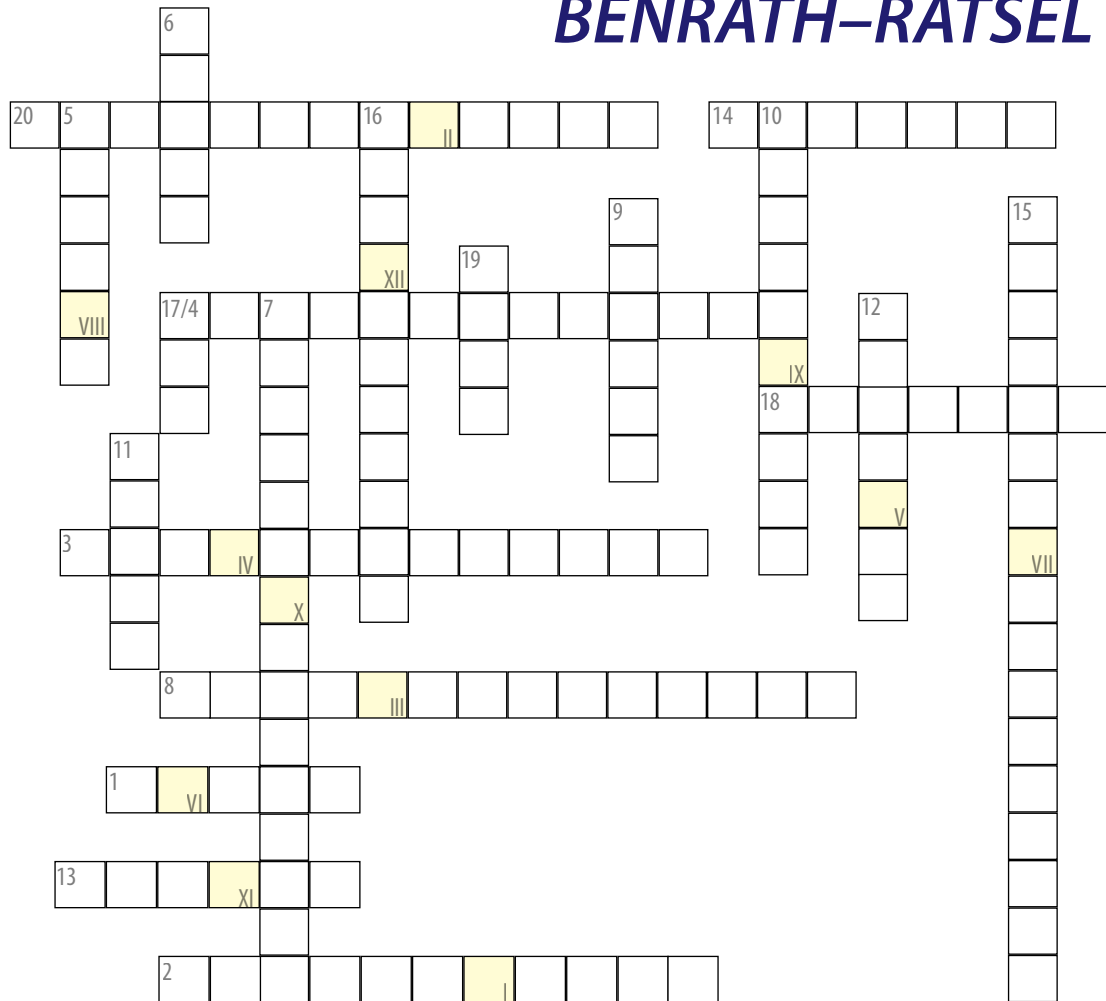 BENRATH–RATSEL
6
20 5 16 II 14 10
9 15
19
XII
17/4 7 12
VIII
IX
18
11
V
3 IV VII
X
8 III
1 VI
13 XI
2 I